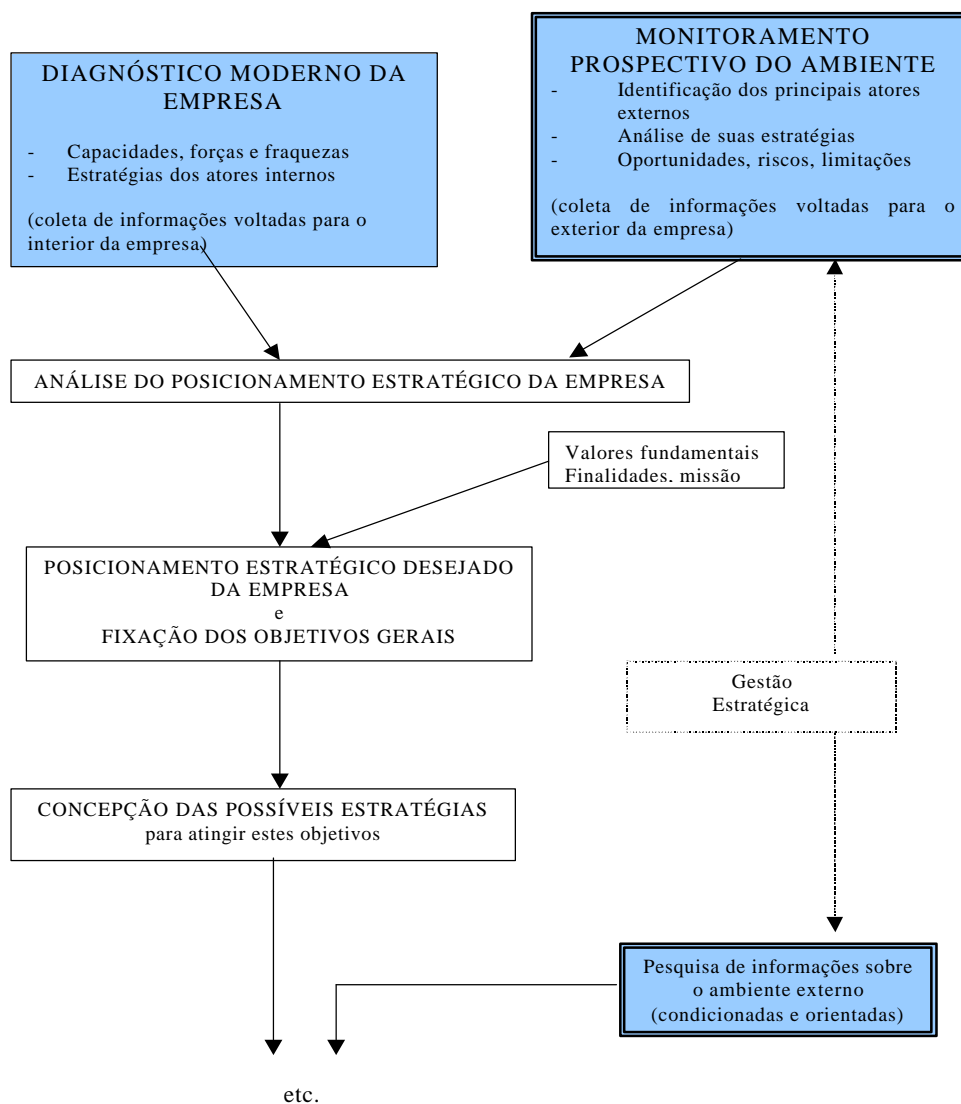 DIAGNÓSTICO MODERNO DA
EMPRESA
- Capacidades, forças e fraquezas
- Estratégias dos atores internos
(coleta de informações voltadas para o
interior da empresa)
MONITORAMENTO
PROSPECTIVO DO AMBIENTE
- Identificação dos principais atores
externos
- Análise de suas estratégias
- Oportunidades, riscos, limitações
(coleta de informações voltadas para o
exterior da empresa)
ANÁLISE DO POSICIONAMENTO ESTRATÉGICO DA EMPRESA
Valores fundamentais
Finalidades, missão
POSICIONAMENTO ESTRATÉGICO DESEJADO
DA EMPRESA
e
FIXAÇÃO DOS OBJETIVOS GERAIS
Gestão
Estratégica
CONCEPÇÃO DAS POSSÍVEIS ESTRATÉGIAS
para atingir estes objetivos
Pesquisa de informações sobre
o ambiente externo
(condicionadas e orientadas)
etc.